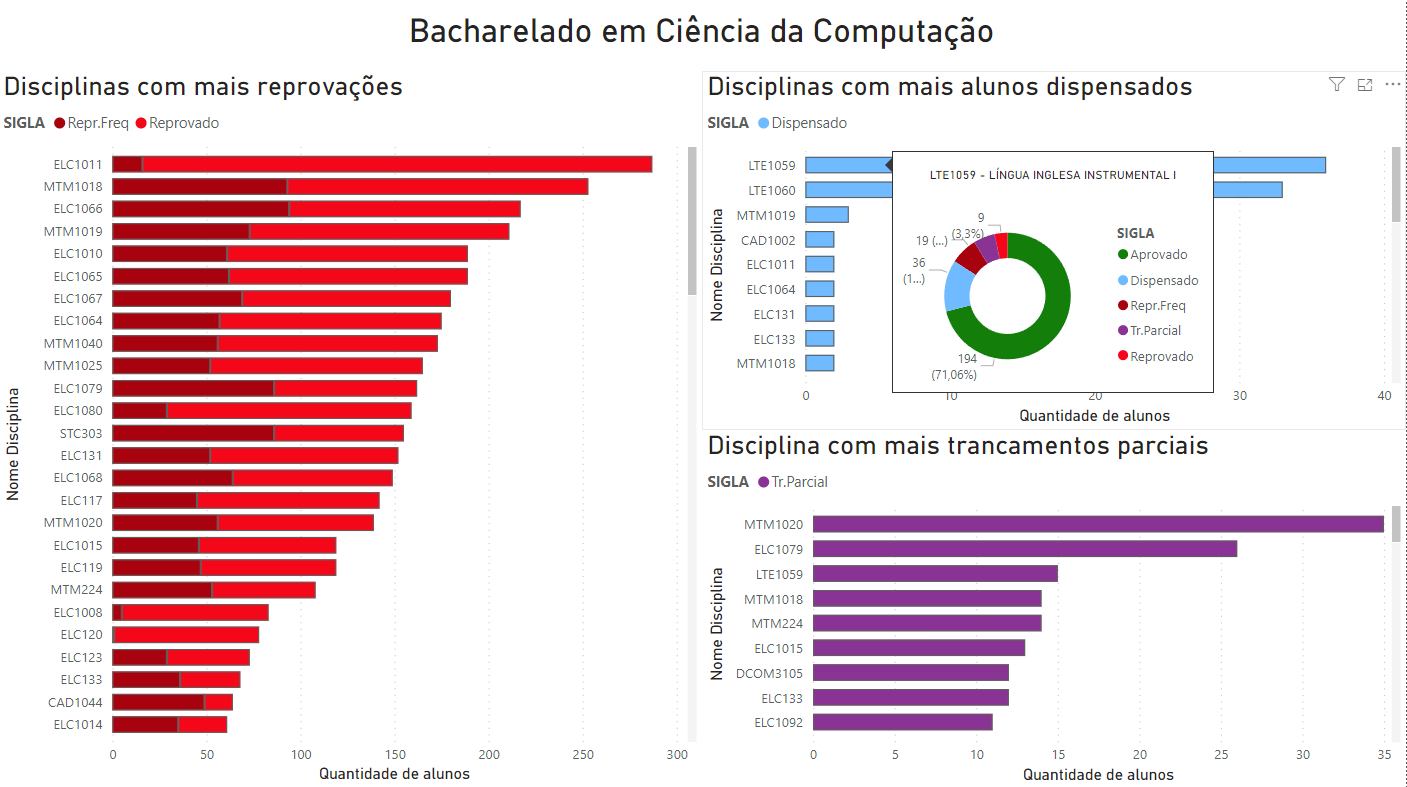 Bacharelado em Ciência da Computação
Disciplinas com mais reprovações
SIGLA Repr.Freq Reprovado
Nome Disciplina
ELC1011
MTM1018
ELC1066
MTM1019
ELC1010
ELC1065
ELC1067
ELC1064
MTM1040
MTM1025
ELC1079
ELC1080
STC303
ELC131
ELC1068
ELC117
MTM1020
ELC1015
ELC119
MTM224
ELC1008
ELC120
ELC123
ELC133
CAD1044
ELC1014
0 50 100 150 200 250 300
Quantidade de alunos
Disciplinas com mais alunos dispensados
SIGLA Dispensado
Nome Disciplina
LTE1059
LTE1060
MTM1019
CAD1002
ELC1011
ELC1064
ELC131
ELC133
MTM1018
0 10 20 30 40
Quantidade de alunos
LTE1059 - LÍNGUA INGLESA INSTRUMENTAL I
9
(3,3%)
19 (...)
36
(1...)
194
(71,06%)
SIGLA
Aprovado
Dispensado
Repr.Freq
Tr.Parcial
Reprovado
Disciplina com mais trancamentos parciais
SIGLA Tr.Parcial
Nome Disciplina
MTM1020
ELC1079
LTE1059
MTM1018
MTM224
ELC1015
DCOM3105
ELC133
ELC1092
0 5 10 15 20 25 30 35
Quantidade de alunos